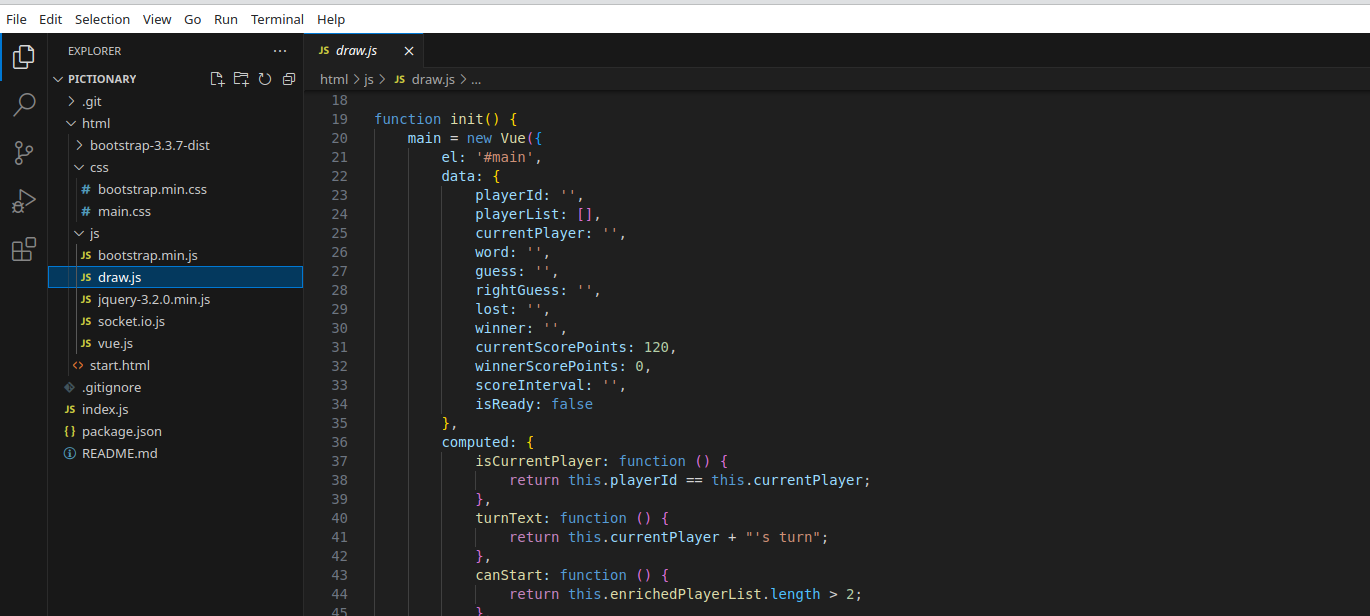 File Edit Selection View Go Run Terminal Help
EXPLORER ...
PICTONARY
.git
html
bootstrap-3.3.7-dist
css
# bootstrap.min.css
# main.css
js
JS bootstrap.min.js
JS draw.js
JS jquery-3.2.0.min.js
JS socket.io.js
JS vue.js
<> start.html
.gitignore
JS index.js
{} package.json
README.md
JS draw.js ×
html > js > JS draw.js > ...
18
19 function init() {
20     main = new Vue({
21         el: '#main',
22         data: {
23             playerId: '',
24             playerList: [],
25             currentPlayer: '',
26             word: '',
27             guess: '',
28             rightGuess: '',
29             lost: '',
30             winner: '',
31             currentScorePoints: 120,
32             winnerScorePoints: 0,
33             scoreInterval: '',
34             isReady: false
35         },
36         computed: {
37             isCurrentPlayer: function () {
38                 return this.playerId == this.currentPlayer;
39             },
40             turnText: function () {
41                 return this.currentPlayer + "'s turn";
42             },
43             canStart: function () {
44                 return this.enrichedPlayerList.length > 2;
45             },